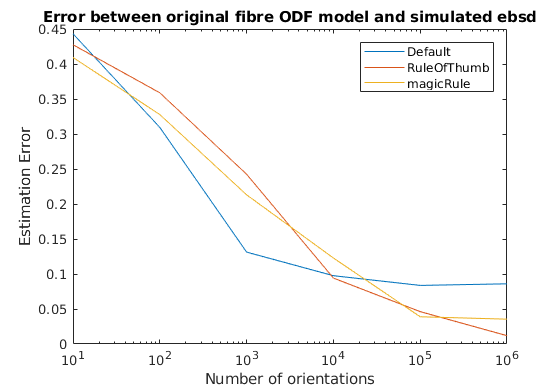 Error between original fibre ODF model and simulated ebsd
Default
RuleOfThumb
magicRule
Estimation Error
0.45
0.4
0.35
0.3
0.25
0.2
0.15
0.1
0.05
0
10^1 10^2 10^3 10^4 10^5 10^6
Number of orientations